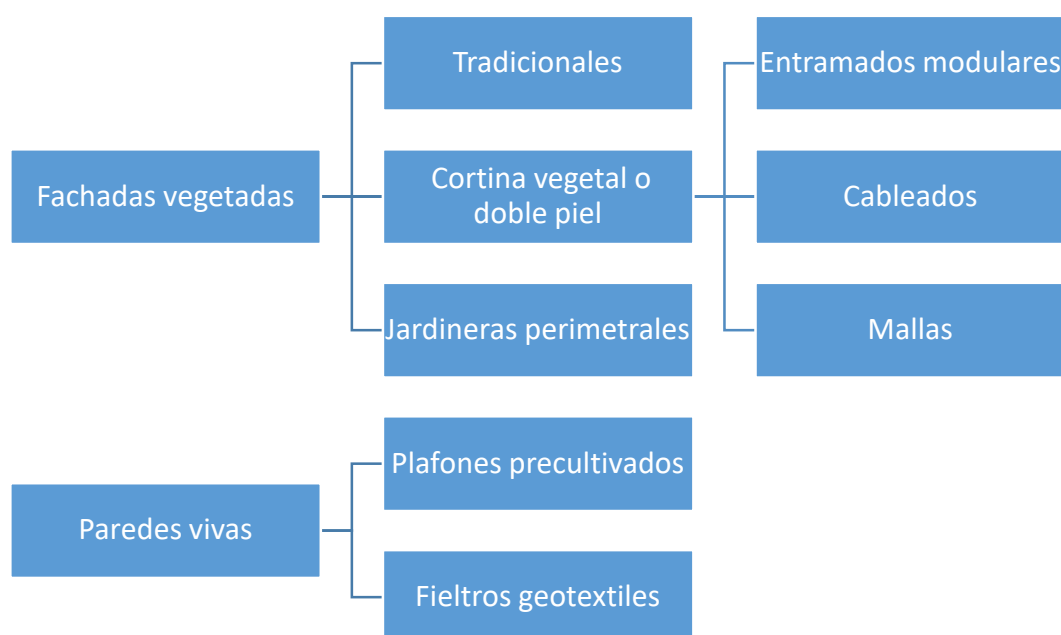 Tradicionales
Entramados modulares
Fachadas vegetadas
Cortina vegetal o
doble piel
Cableados
Jardineras perimetrales
Mallas
Plafones precultivados
Paredes vivas
Fieltros geotextiles